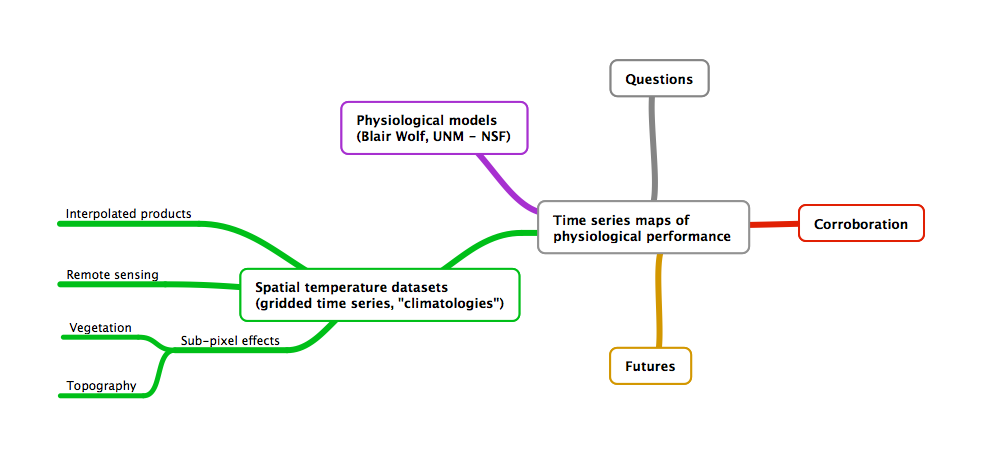 Questions
Physiological models
(Blair Wolf, UNM - NSF)
Time series maps of
physiological performance
Corroboration
Interpolated products
Remote sensing
Spatial temperature datasets
(gridded time series, "climatologies")
Vegetation
Sub-pixel effects
Topography
Futures